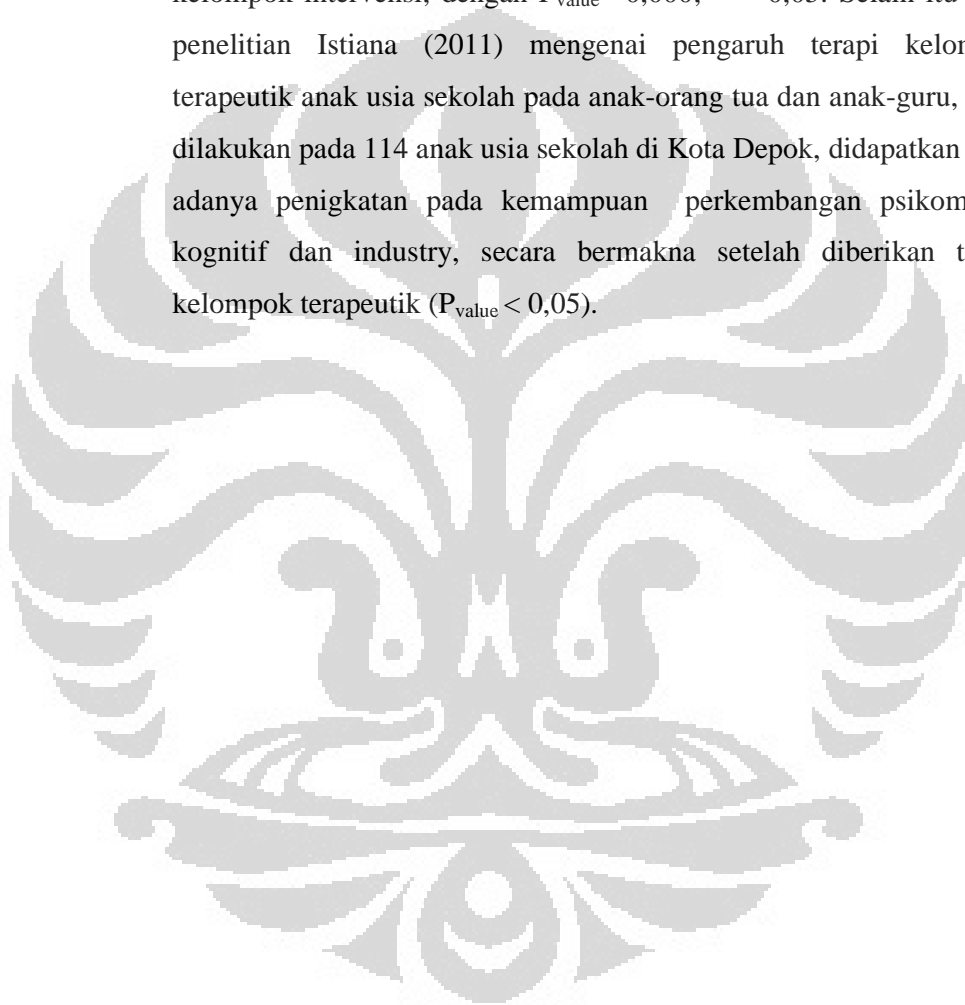 penelitian Istiana (2011) mengenai pengaruh terapi
terapeutik anak usia sekolah pada anak-orang tua dan anak-guru,
dilakukan pada 114 anak usia sekolah di Kota Depok, didapatkan
adanya penigkatan pada kemampuan perkembangan
kognitif dan industry, secara bermakna setelah diberikan
kelompok terapeutik (Pvalue < 0,05).